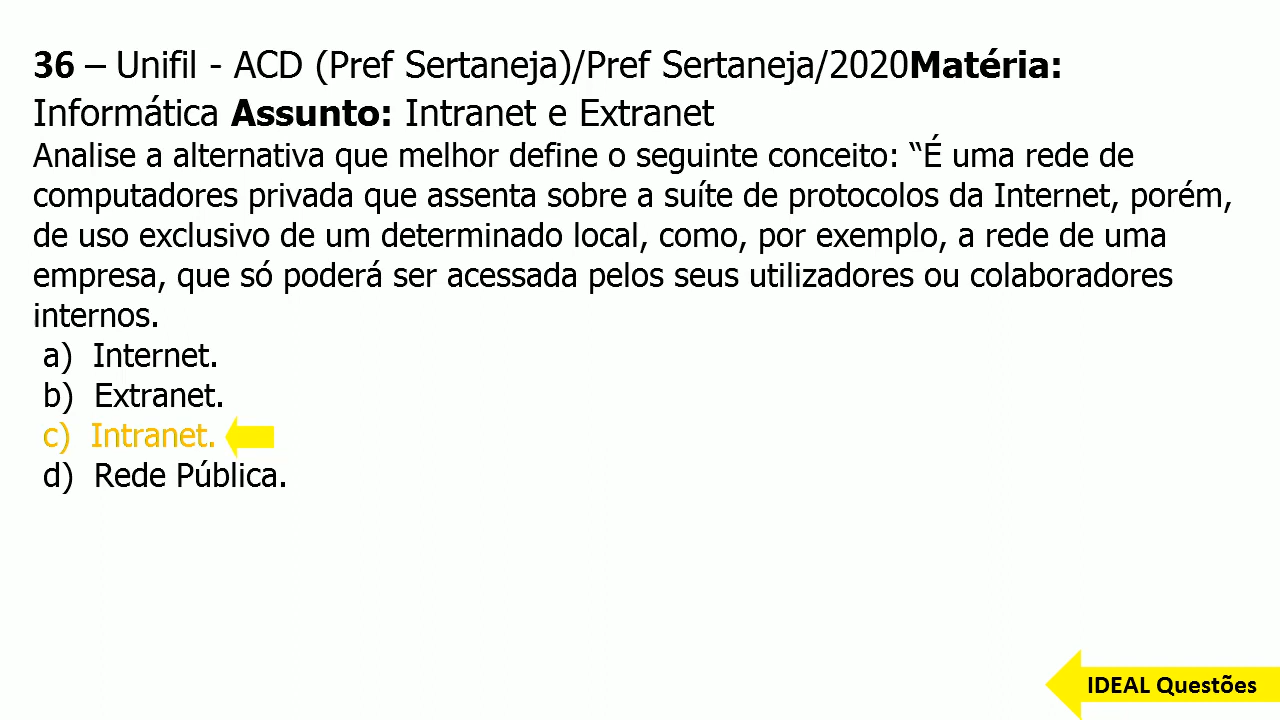 36 – Unifil - ACD (Pref Sertaneja)/Pref Sertaneja/2020Matéria:
Informática Assunto: Intranet e Extranet
Analise a alternativa que melhor define o seguinte conceito: “É uma rede de
computadores privada que assenta sobre a suíte de protocolos da Internet, porém,
de uso exclusivo de um determinado local, como, por exemplo, a rede de uma
empresa, que só poderá ser acessada pelos seus utilizadores ou colaboradores
internos.
a) Internet.
b) Extranet.
c) Intranet.
d) Rede Pública.
IDEAL Questões